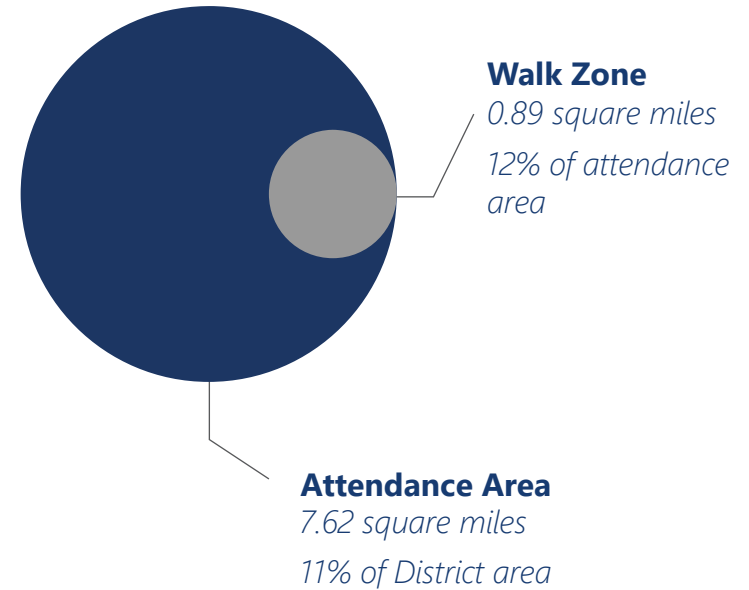 Walk Zone
0.89 square miles
12% of attendance
area
Attendance Area
7.62 square miles
11% of District area